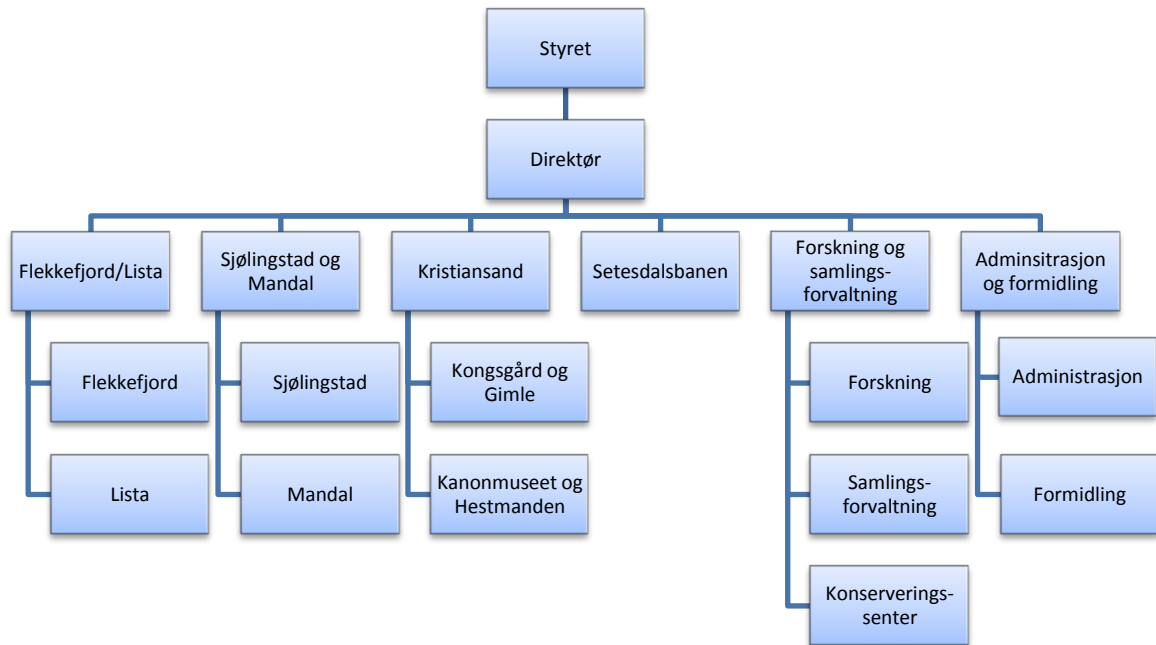 Styret
Direktør
Flekkefjord/Lista
Sjølingstad og
Mandal
Kristiansand
Setesdalsbanen
Forskning og
samlings-
forvaltning
Adminsitrasjon
og formidling
Flekkefjord
Lista
Sjølingstad
Mandal
Kongsgård og
Gimle
Kanonmuseet og
Hestmanden
Forskning
Samlings-
forvaltning
Konserverings-
senter
Administrasjon
Formidling